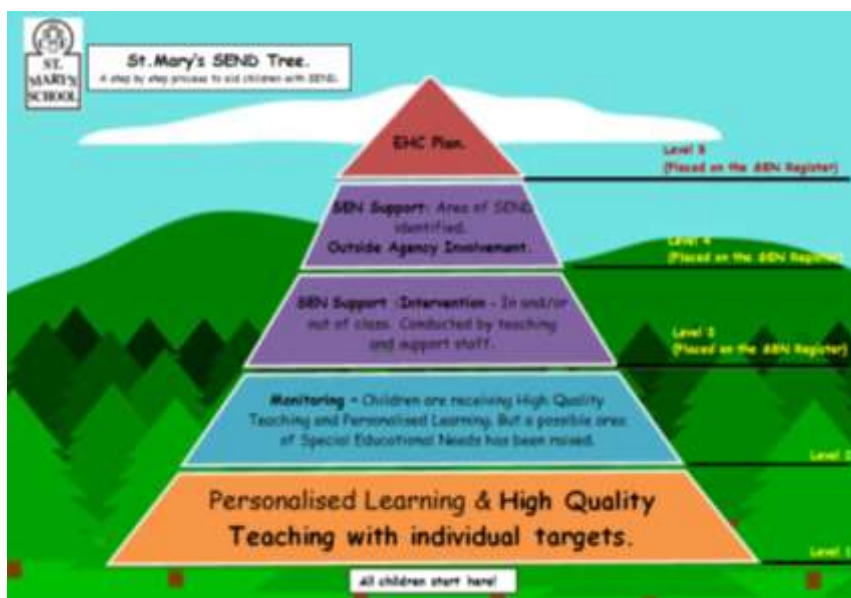 ST.
MARY'S
SCHOOL
St.Mary's SEND Tree.
A step by step process to aid children with SEND.
EHC Plan.
Level 5
(Placed on the SEN Register)
SEN Support: Area of SEND
identified.
Outside Agency Involvement.
Level 4
(Placed on the SEN Register)
SEN Support :Intervention - In and/or
out of class. Conducted by teaching
and support staff.
Level 3
(Placed on the SEN Register)
Monitoring - Children are receiving High Quality
Teaching and Personalised Learning. But a possible area
of Special Educational Needs has been raised.
Level 2
Personalised Learning & High Quality
Teaching with individual targets.
Level 1
All children start here!